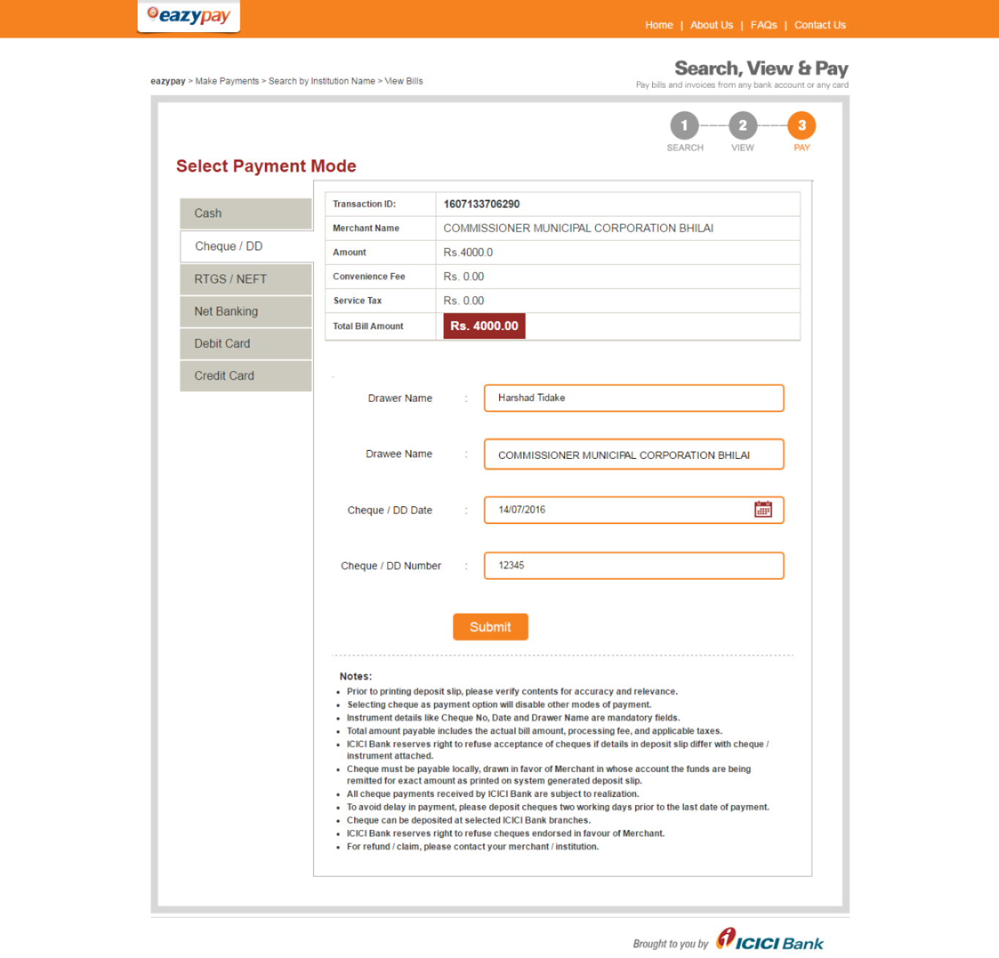 eazypay
Home | About Us | FAQs | Contact Us
Search, View & Pay
eazypay > Make Payments > Search by Institution Name > View Bills
Pay bills and invoices from any bank account or any card
1 2 3
SEARCH VIEW PAY
Select Payment Mode
Cash
Cheque / DD
RTGS / NEFT
Net Banking
Debit Card
Credit Card
Transaction ID: 1607133706290
Merchant Name COMMISSIONER MUNICIPAL CORPORATION BHILAI
Amount Rs.4000.0
Convenience Fee Rs. 0.00
Service Tax Rs. 0.00
Total Bill Amount Rs. 4000.00
Drawer Name : Harshad Tidake
Drawee Name : COMMISSIONER MUNICIPAL CORPORATION BHILAI
Cheque / DD Date : 14/07/2016
Cheque / DD Number : 12345
Submit
Notes:
• Prior to printing deposit slip, please verify contents for accuracy and relevance.
• Selecting cheque as payment option will disable other modes of payment.
• Instrument details like Cheque No, Date and Drawer Name are mandatory fields.
• Total amount payable includes the actual bill amount, processing fee, and applicable taxes.
• ICICI Bank reserves right to refuse acceptance of cheques if details in deposit slip differ with cheque /
instrument attached.
• Cheque must be payable locally, drawn in favor of Merchant in whose account the funds are being
remitted for exact amount as printed on system generated deposit slip.
• All cheque payments received by ICICI Bank are subject to realization.
• To avoid delay in payment, please deposit cheques two working days prior to the last date of payment.
• Cheque can be deposited at selected ICICI Bank branches.
• ICICI Bank reserves right to refuse cheques endorsed in favour of Merchant.
• For refund / claim, please contact your merchant / institution.
Brought to you by ICICI Bank